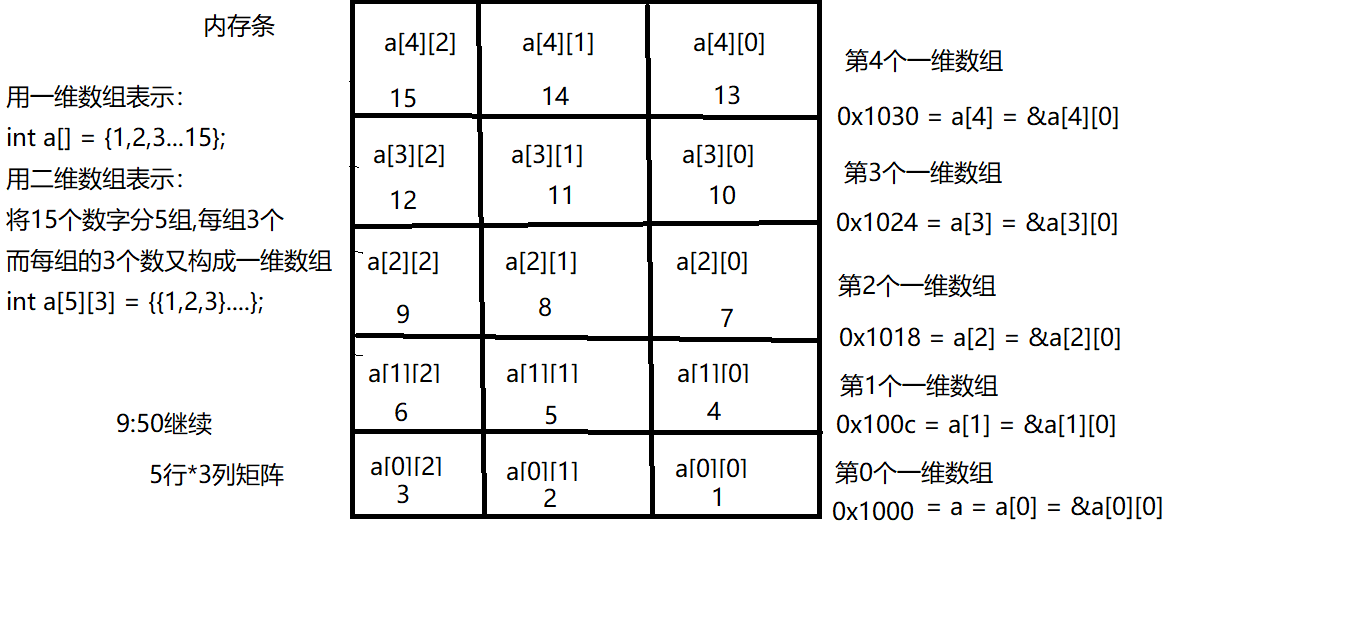 内存条
用一维数组表示：
int a[] = {1,2,3...15};
用二维数组表示：
将15个数字分5组,每组3个
而每组的3个数又构成一维数组
int a[5][3] = {{1,2,3}....};
9:50继续
5行*3列矩阵
a[4][2] a[4][1] a[4][0]
15 14 13
a[3][2] a[3][1] a[3][0]
12 11 10
a[2][2] a[2][1] a[2][0]
9 8 7
a[1][2] a[1][1] a[1][0]
6 5 4
a[0][2] a[0][1] a[0][0]
3 2 1
第4个一维数组
0x1030 = a[4] = &a[4][0]
第3个一维数组
0x1024 = a[3] = &a[3][0]
第2个一维数组
0x1018 = a[2] = &a[2][0]
第1个一维数组
0x100c = a[1] = &a[1][0]
第0个一维数组
0x1000 = a = a[0] = &a[0][0]